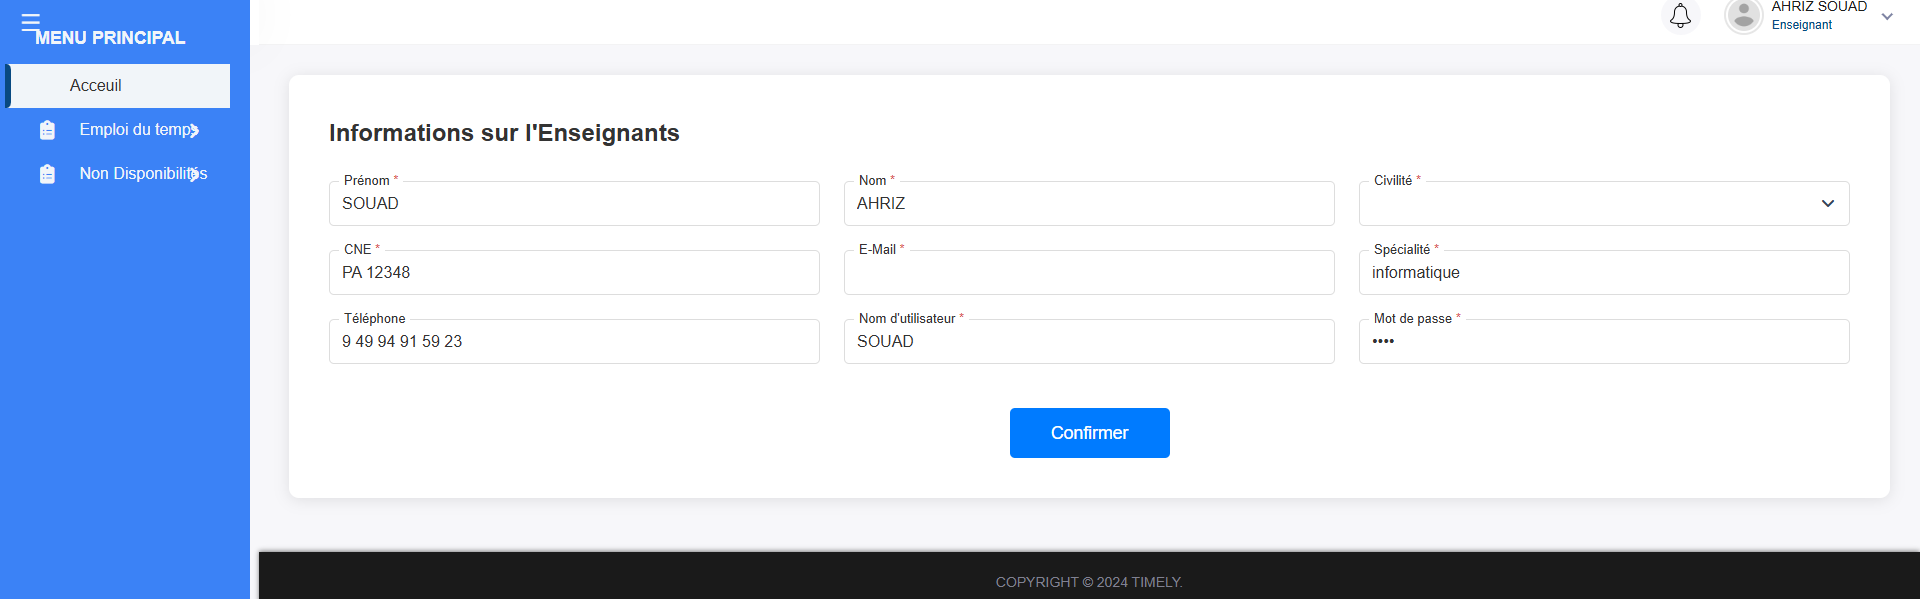 MENU PRINCIPAL
Acceuil
Emploi du temps
Non Disponibilités
AHRIZ SOUAD
Enseignant
Informations sur l'Enseignants
Prénom * Nom * Civilité *
SOUAD AHRIZ
CNE * E-Mail * Spécialité *
PA 12348 informatique
Téléphone Nom d'utilisateur * Mot de passe *
9 49 94 91 59 23 SOUAD ••••
Confirmer
COPYRIGHT © 2024 TIMELY.